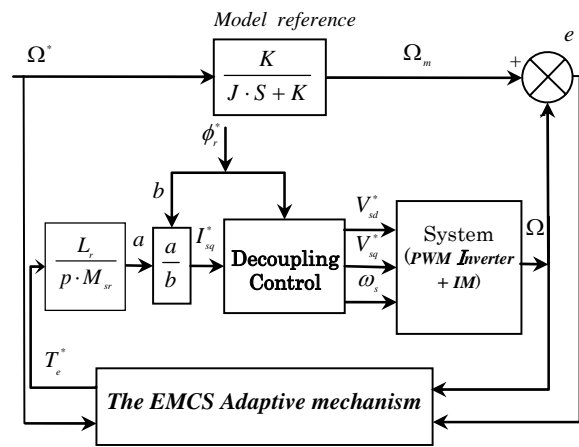 Model reference
Ω*
K
J · S + K
Ω_m
+
-
e
ϕ_r*
b
L_r
p · M_sr
a
a
b
I_sq*
Decoupling
Control
V_sd*
V_sq*
ω_s
System
(PWM Inverter
+ IM)
Ω
T_e*
The EMCS Adaptive mechanism